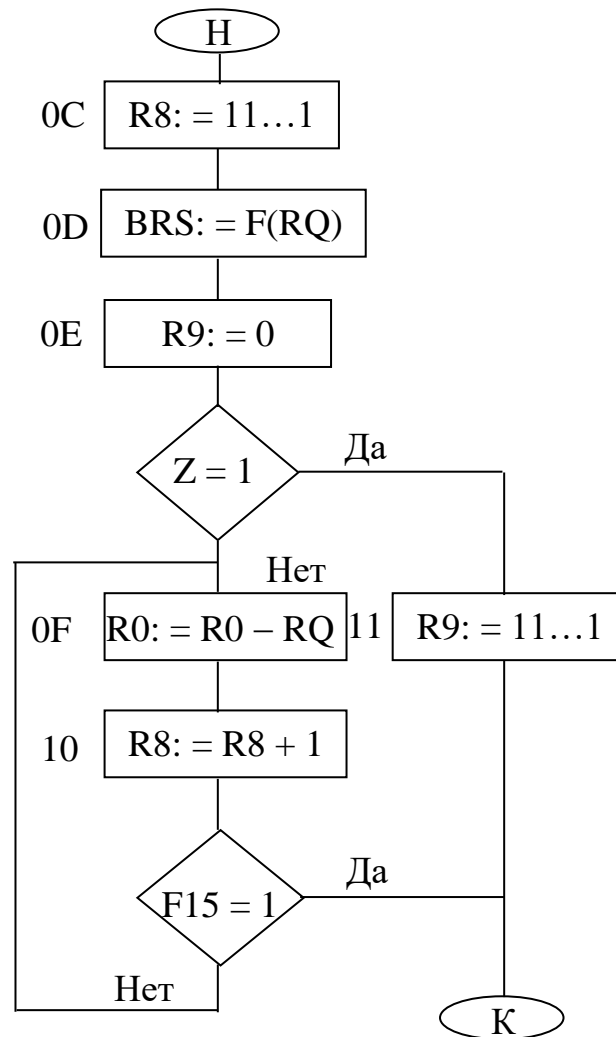 Н
0C R8: = 11…1
0D BRS: = F(RQ)
0E R9: = 0
Z = 1 Да
Нет
0F R0: = R0 – RQ 11 R9: = 11…1
10 R8: = R8 + 1
F15 = 1 Да
Нет
К